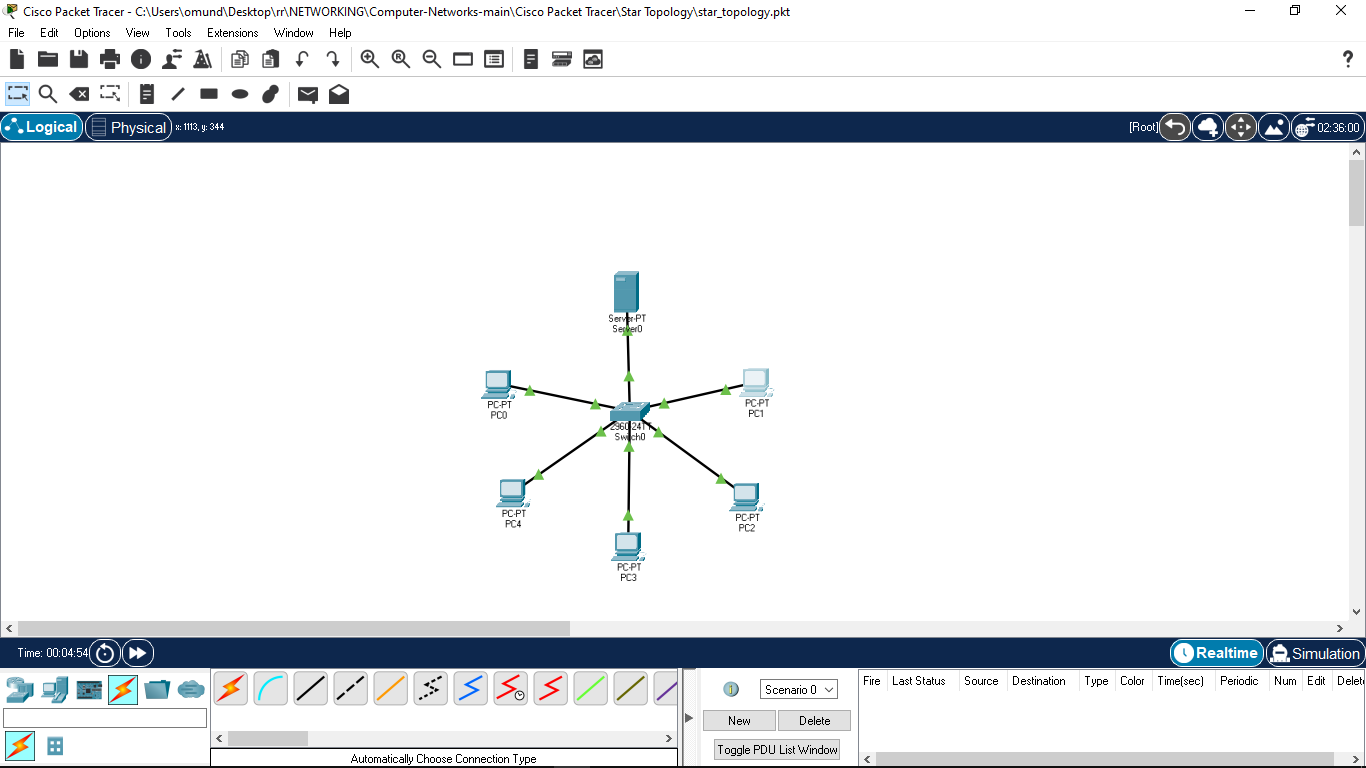 Cisco Packet Tracer - C:\Users\omund\Desktop\rr\NETWORKING\Computer-Networks-main\Cisco Packet Tracer\Star Topology\star_topology.pkt
File Edit Options View Tools Extensions Window Help
Logical Physical x: 1113, y: 344 [Root] 02:36:00
Server-PT
Server0
PC-PT
PC0
PC-PT
PC1
2960-24TT
Switch0
PC-PT
PC4
PC-PT
PC2
PC-PT
PC3
Time: 00:04:54 Realtime Simulation
Scenario 0
New Delete
Toggle PDU List Window
Fire Last Status Source Destination Type Color Time(sec) Periodic Num Edit Delet
Automatically Choose Connection Type